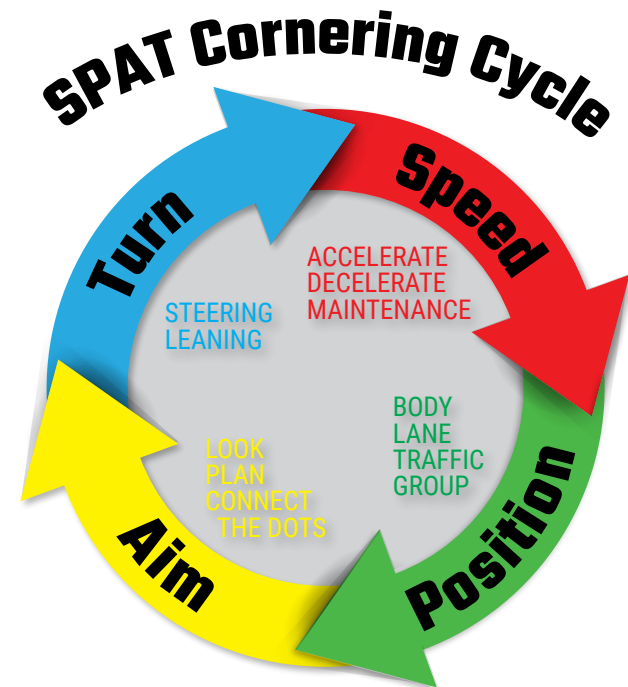 SPAT Cornering Cycle
Speed
ACCELERATE
DECELERATE
MAINTENANCE
Position
BODY
LANE
TRAFFIC
GROUP
Aim
LOOK
PLAN
CONNECT
THE DOTS
Turn
STEERING
LEANING